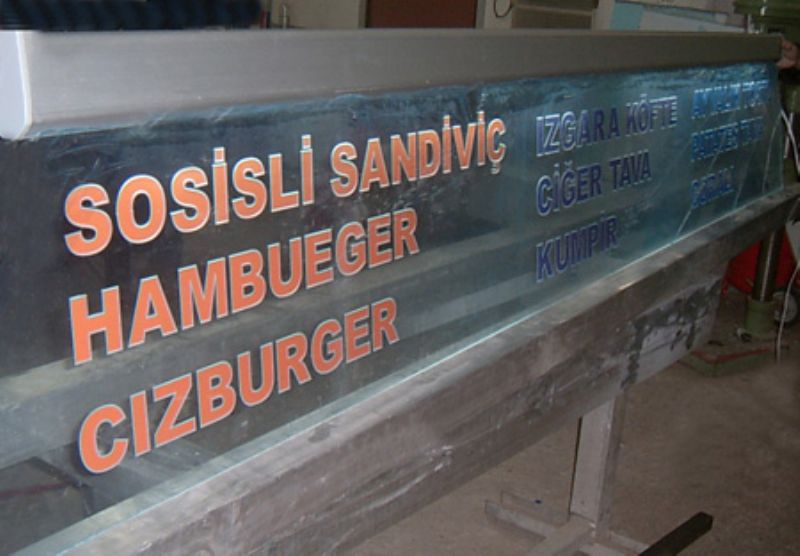 SOSİSLİ SANDİVİÇ
HAMBUEGER
CIZBURGER
IZGARA KÖFTE
CİĞER TAVA
KUMPİR